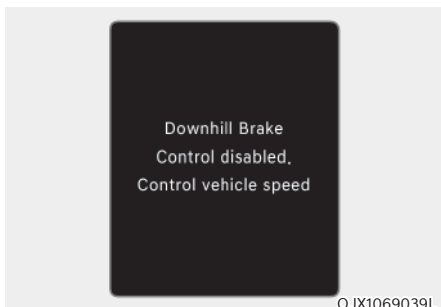 Downhill Brake
Control disabled.
Control vehicle speed
OJX1069039L